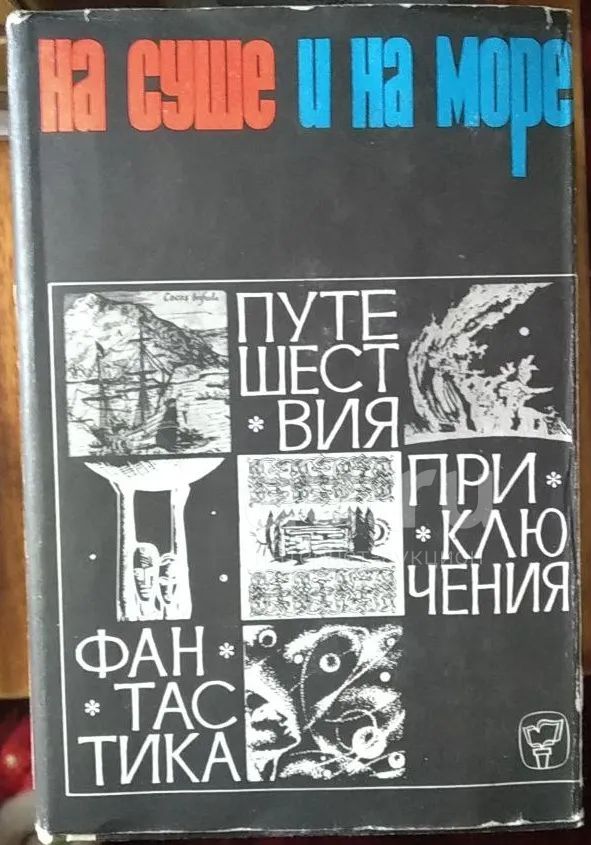 на суше и на море
ПУТЕ
ШЕСТ
ВИЯ
ПРИ
КЛЮ
ЧЕНИЯ
ФАН
ТАС
ТИКА